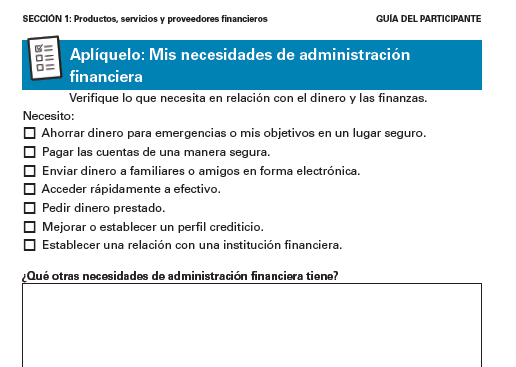 SECCIÓN 1: Productos, servicios y proveedores financieros GUÍA DEL PARTICIPANTE
Aplíquelo: Mis necesidades de administración
financiera
Verifique lo que necesita en relación con el dinero y las finanzas.
Necesito:
Ahorrar dinero para emergencias o mis objetivos en un lugar seguro.
Pagar las cuentas de una manera segura.
Enviar dinero a familiares o amigos en forma electrónica.
Acceder rápidamente a efectivo.
Pedir dinero prestado.
Mejorar o establecer un perfil crediticio.
Establecer una relación con una institución financiera.
¿Qué otras necesidades de administración financiera tiene?